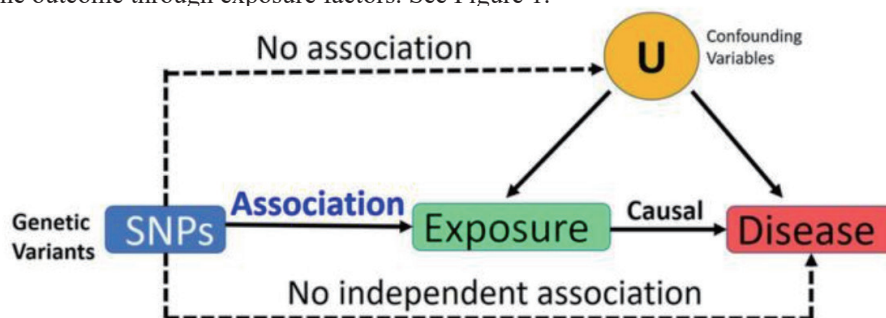 outcome through exposure factors. See Figure 1.
No association
U
Confounding
Variables
Genetic
Variants
SNPs
Association
Exposure
Causal
Disease
No independent association